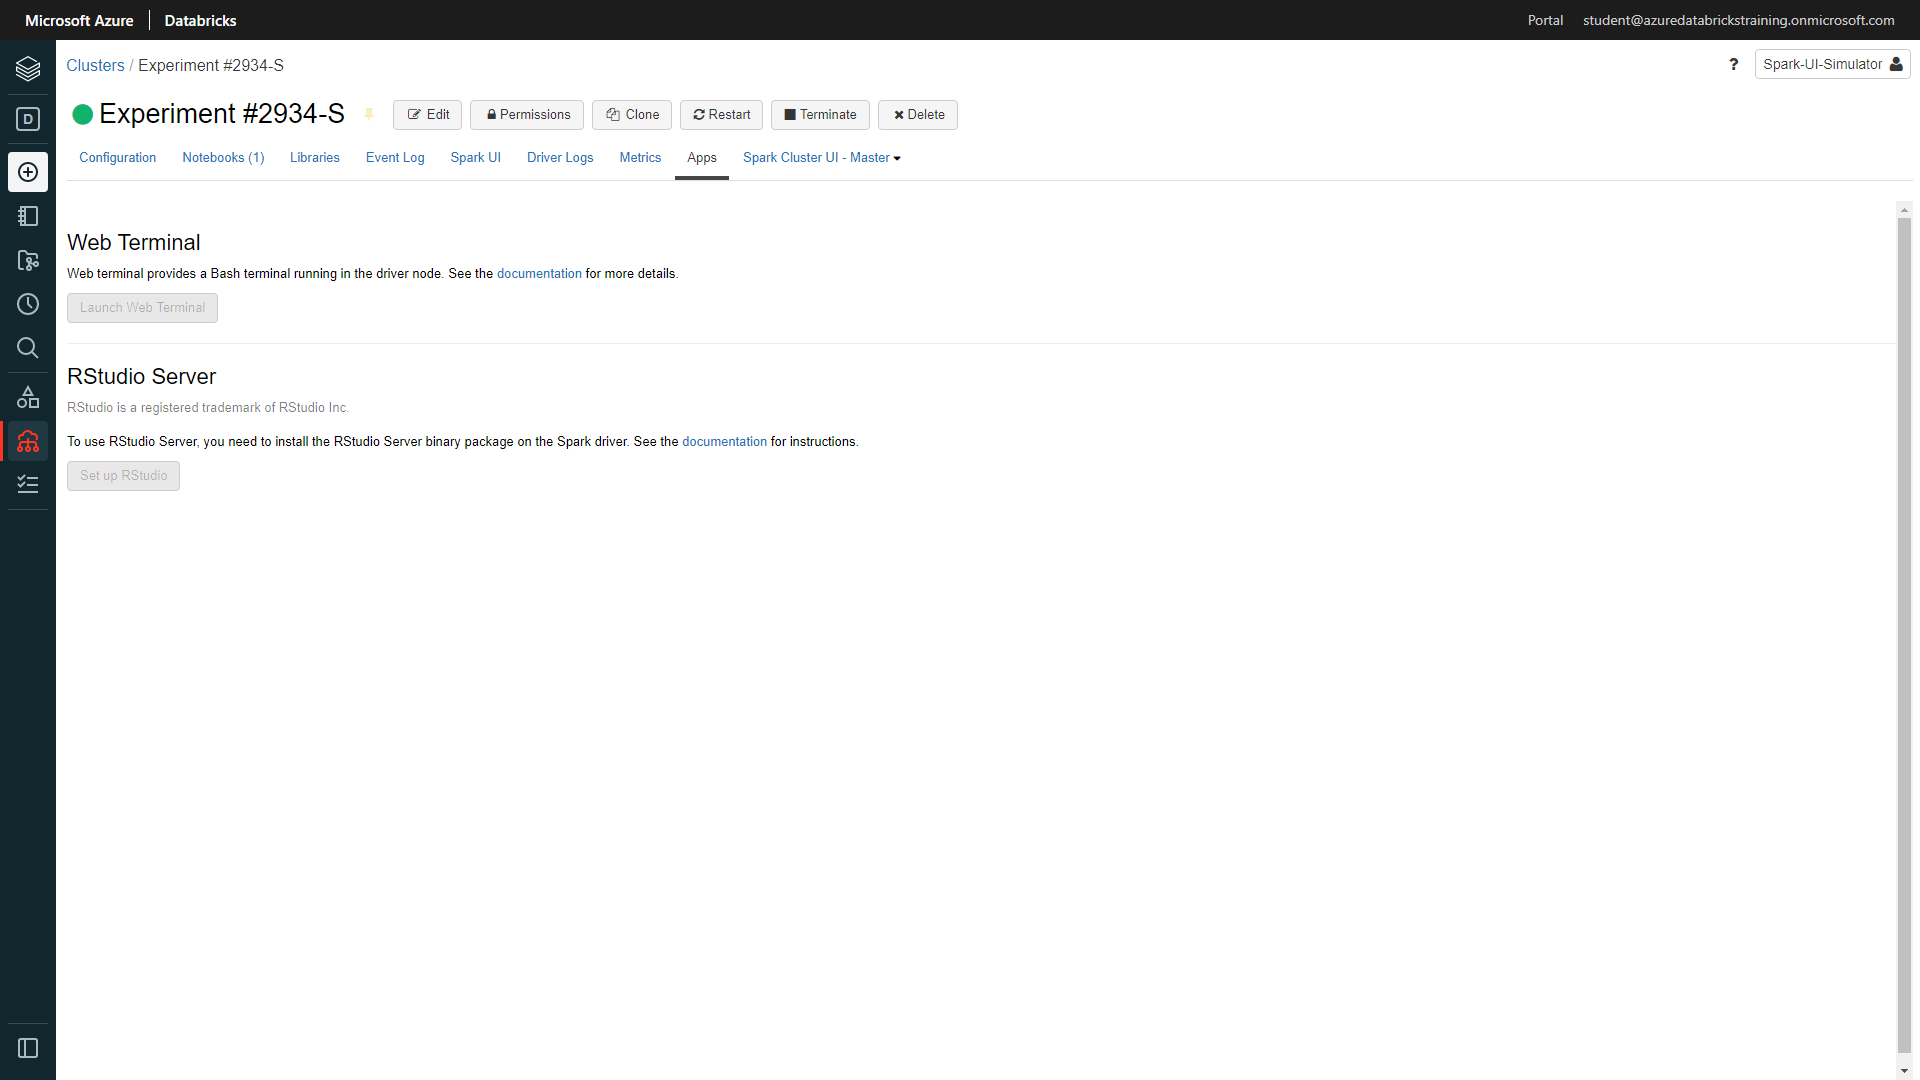 Microsoft Azure Databricks Portal student@azuredatabrickstraining.onmicrosoft.com
Clusters / Experiment #2934-S ? Spark-UI-Simulator
D
Experiment #2934-S Edit Permissions Clone Restart Terminate Delete
Configuration Notebooks (1) Libraries Event Log Spark UI Driver Logs Metrics Apps Spark Cluster UI - Master
Web Terminal
Web terminal provides a Bash terminal running in the driver node. See the documentation for more details.
Launch Web Terminal
RStudio Server
RStudio is a registered trademark of RStudio Inc.
To use RStudio Server, you need to install the RStudio Server binary package on the Spark driver. See the documentation for instructions.
Set up RStudio